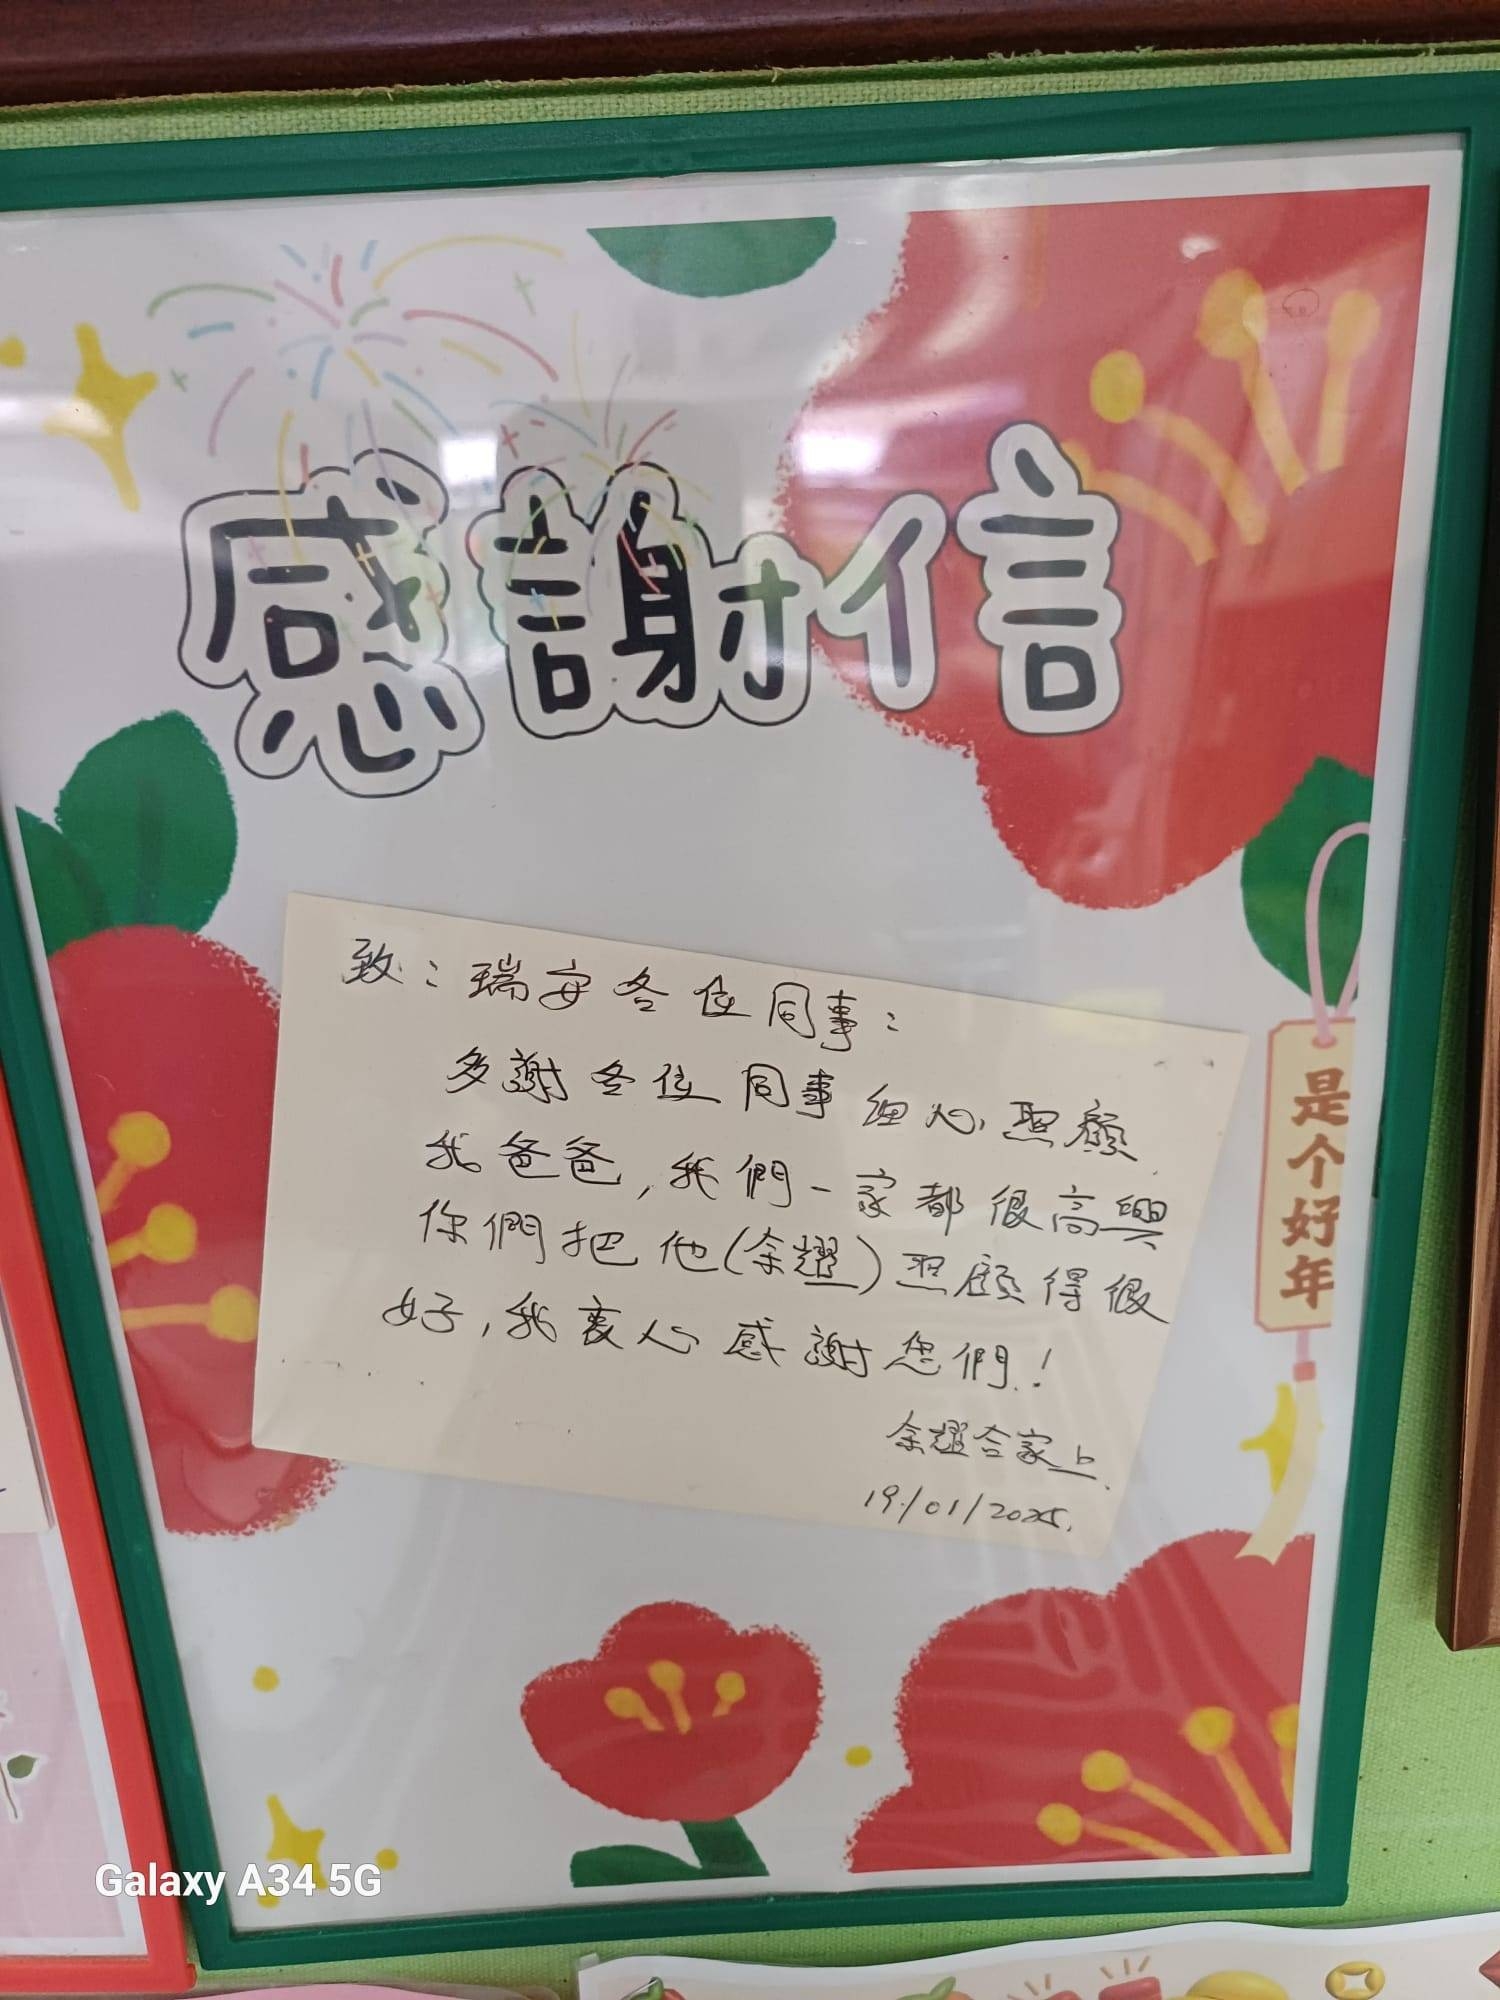 感謝信
致：瑞安各位同事：
多謝各位同事細心照顧
我爸爸，我們一家都很高興
你們把他(余耀)照顧得很
好，我衷心感謝您們！
余耀合家上
19/01/2025.
是个好年
Galaxy A34 5G